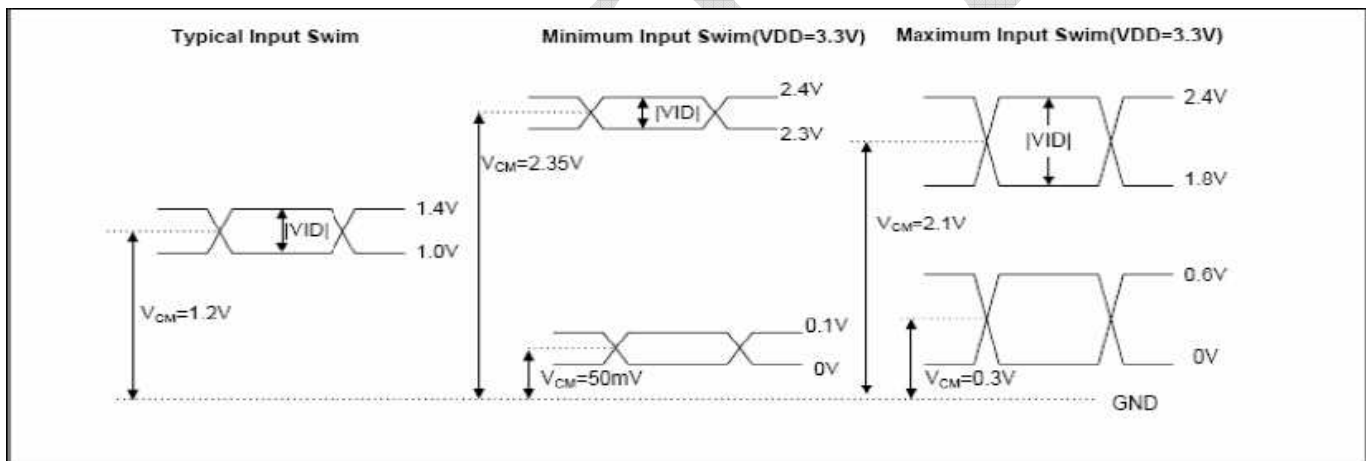 Typical Input Swim
Minimum Input Swim(VDD=3.3V)
Maximum Input Swim(VDD=3.3V)
1.4V
|VID|
1.0V
VCM=1.2V
2.4V
|VID|
2.3V
VCM=2.35V
0.1V
0V
VCM=50mV
2.4V
|VID|
1.8V
VCM=2.1V
0.6V
0V
VCM=0.3V
GND